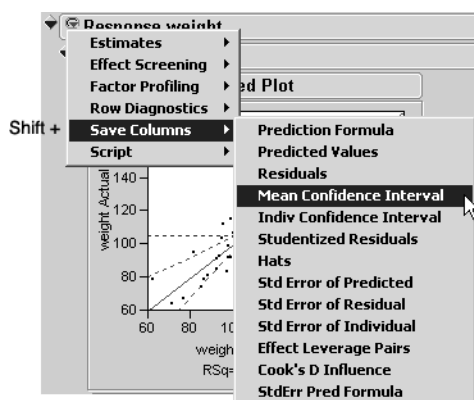 Response weight
Estimates
Effect Screening
Factor Profiling
ed Plot
Row Diagnostics
Shift +
Save Columns
Script
Prediction Formula
Predicted Values
Residuals
Mean Confidence Interval
Indiv Confidence Interval
Studentized Residuals
Hats
Std Error of Predicted
Std Error of Residual
Std Error of Individual
Effect Leverage Pairs
Cook's D Influence
StdErr Pred Formula
weight Actual
140
120
100
80
60
60 80 10
weigh
RSq=